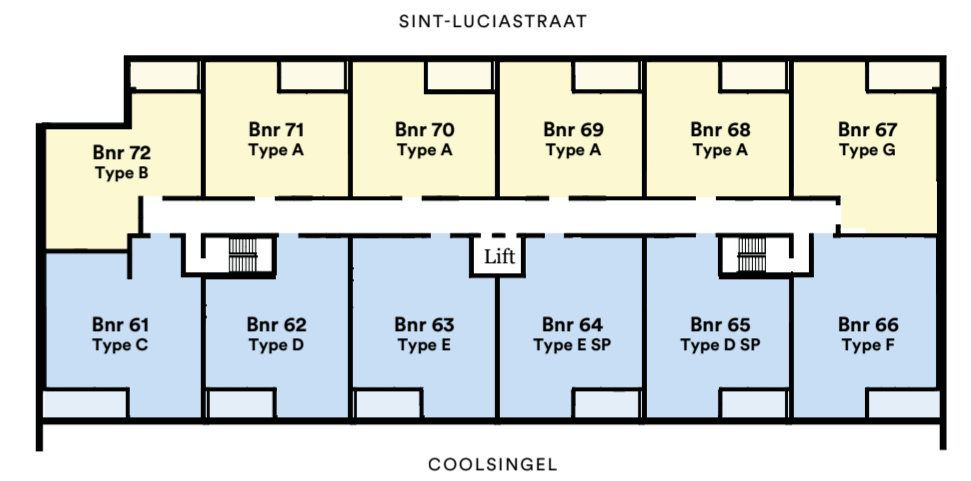 SINT-LUCIASTRAAT
Bnr 72
Type B
Bnr 71
Type A
Bnr 70
Type A
Bnr 69
Type A
Bnr 68
Type A
Bnr 67
Type G
Lift
Bnr 61
Type C
Bnr 62
Type D
Bnr 63
Type E
Bnr 64
Type E SP
Bnr 65
Type D SP
Bnr 66
Type F
COOLSINGEL